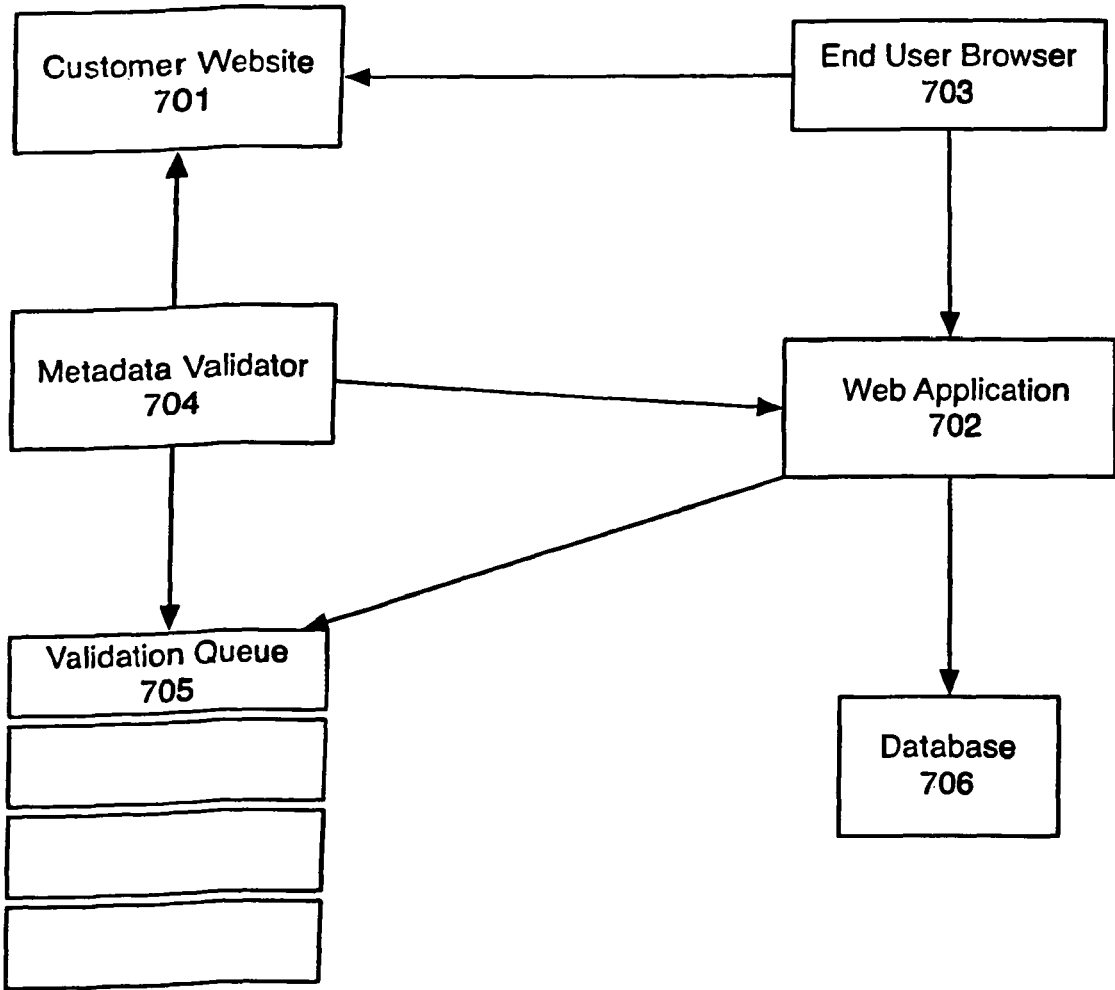 Customer Website
701
End User Browser
703
Metadata Validator
704
Web Application
702
Validation Queue
705
Database
706